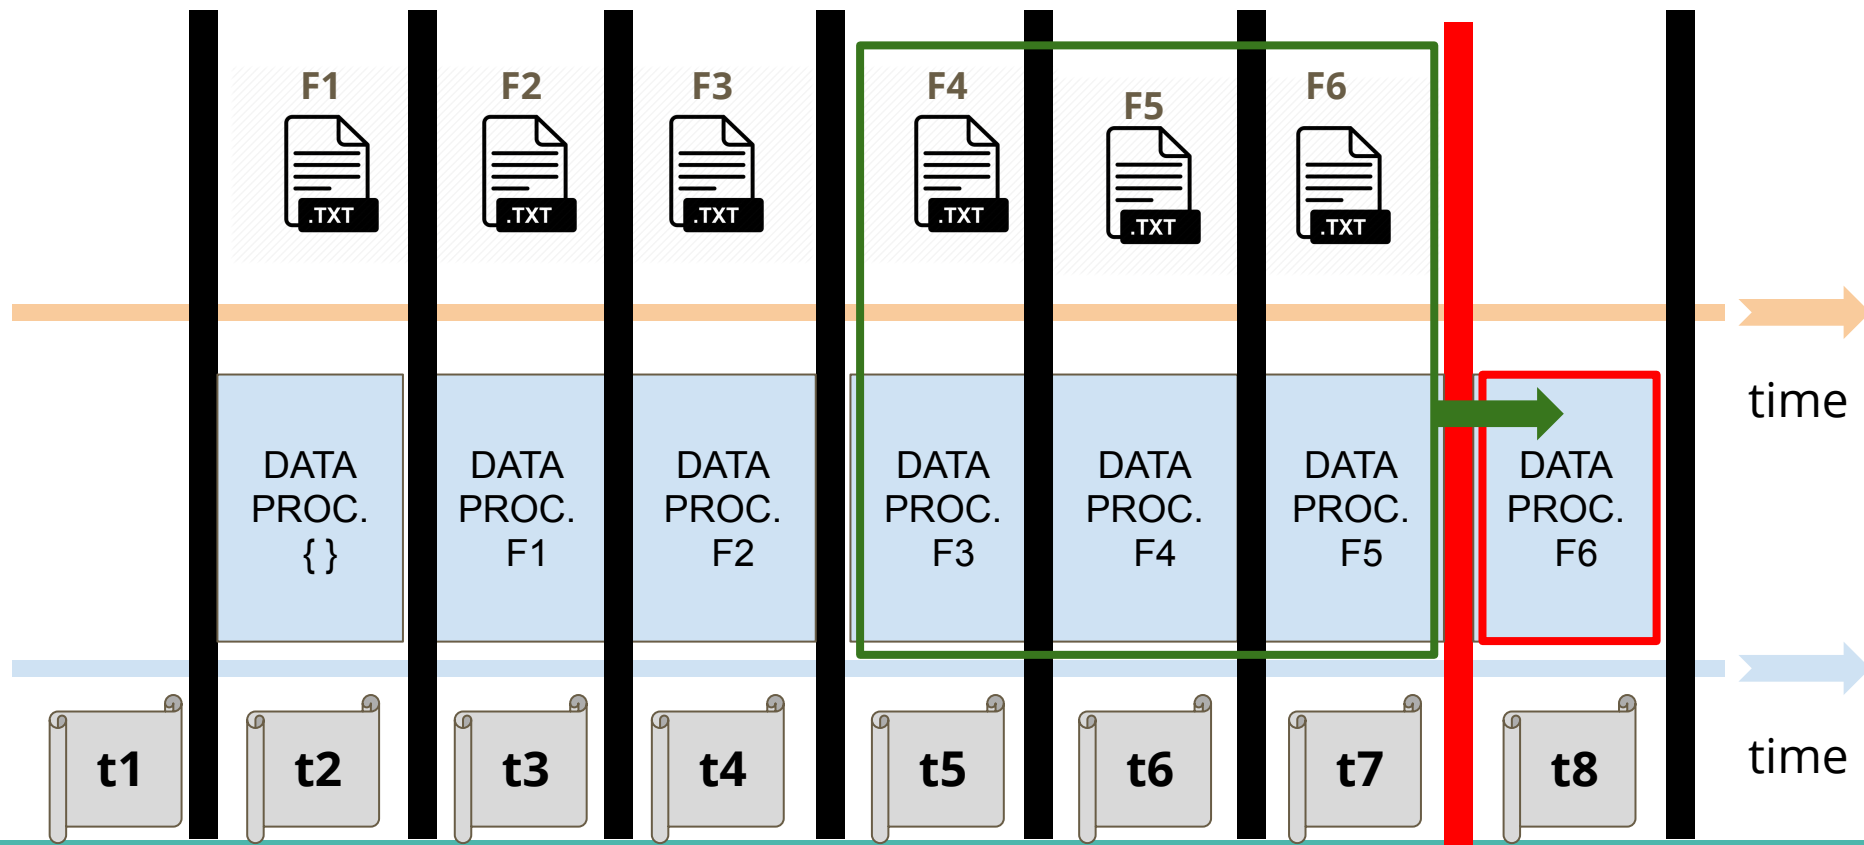 F1
F2
F3
F4
F5
F6
.TXT
.TXT
.TXT
.TXT
.TXT
.TXT
time
DATA
PROC.
{ }
DATA
PROC.
F1
DATA
PROC.
F2
DATA
PROC.
F3
DATA
PROC.
F4
DATA
PROC.
F5
DATA
PROC.
F6
t1
t2
t3
t4
t5
t6
t7
t8
time